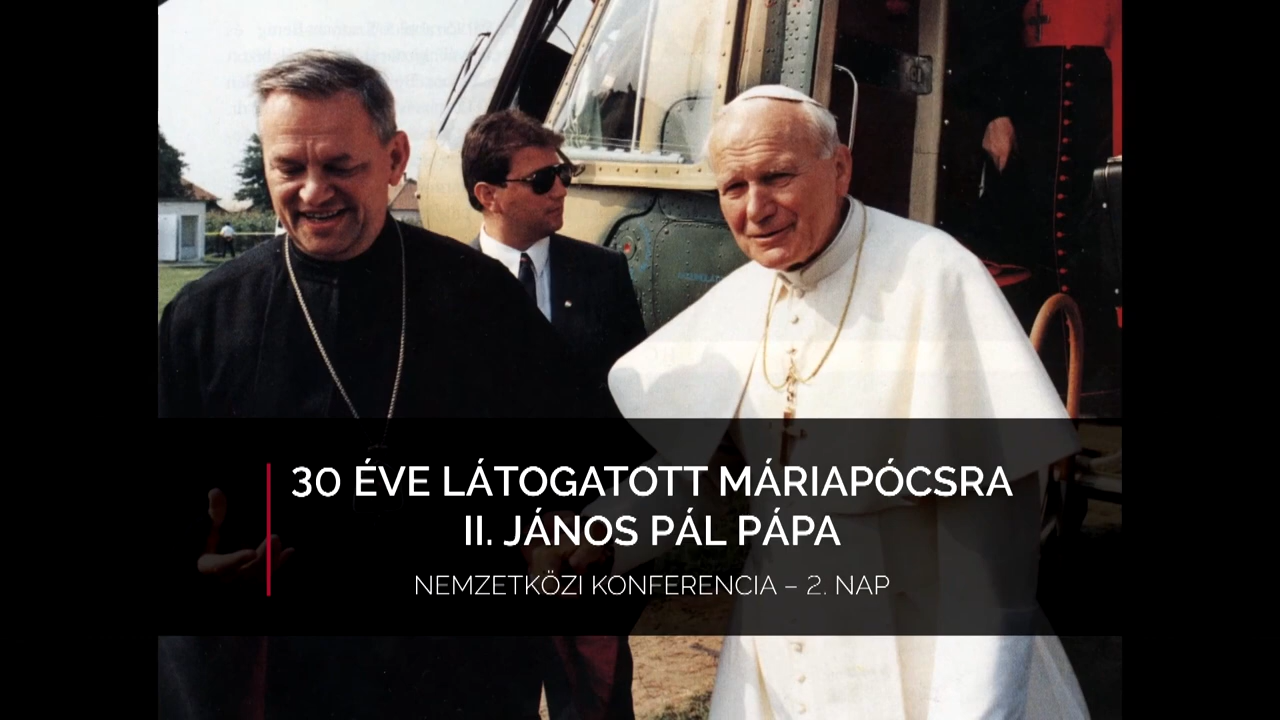 30 ÉVE LÁTOGATOTT MÁRIAPÓCSRA
II. JÁNOS PÁL PÁPA
NEMZETKÖZI KONFERENCIA – 2. NAP